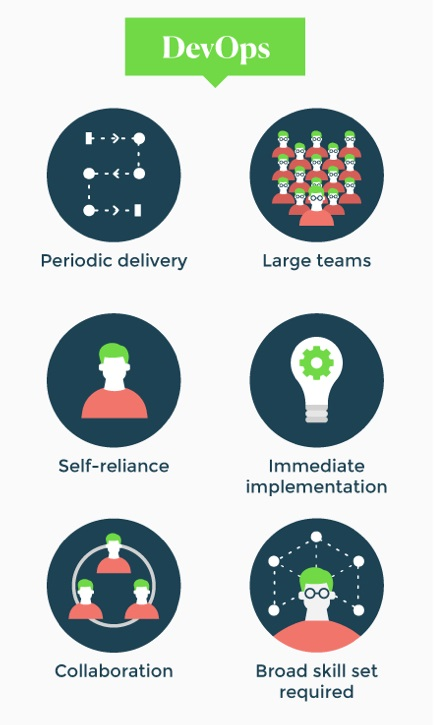 DevOps
Periodic delivery
Large teams
Self-reliance
Immediate
implementation
Collaboration
Broad skill set
required